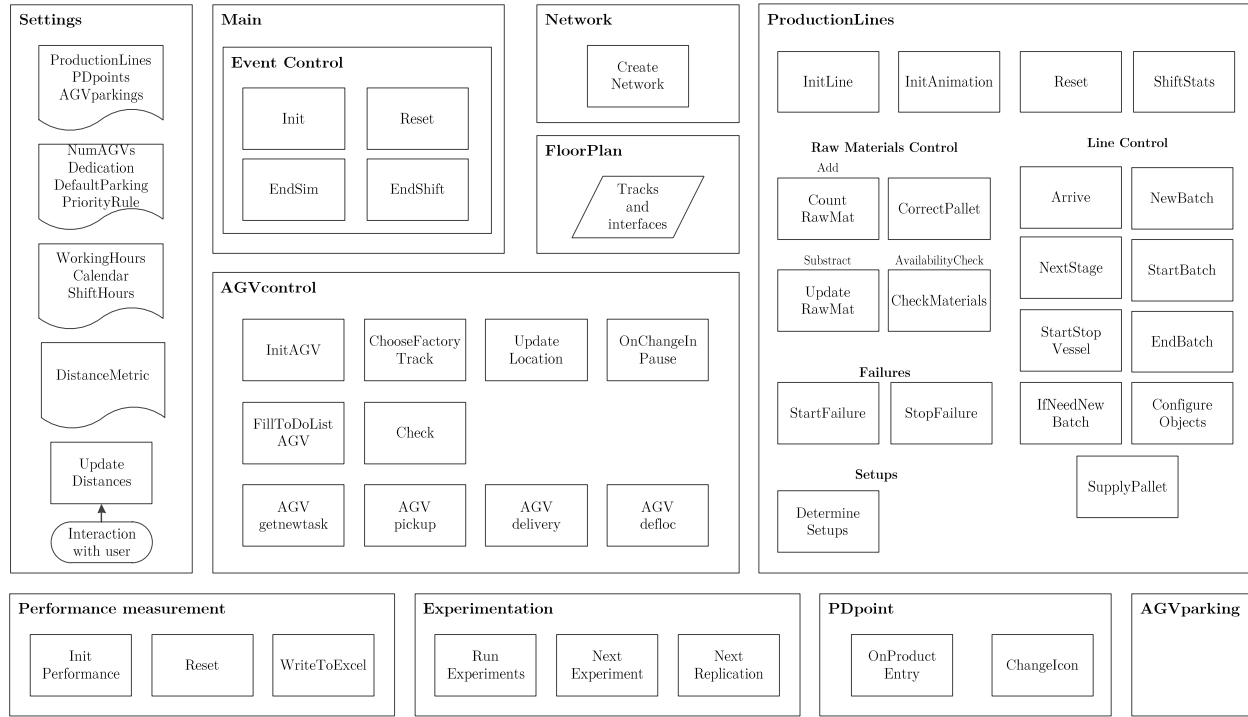 Settings
ProductionLines
PDpoints
AGVparkings
NumAGVs
Dedication
DefaultParking
PriorityRule
WorkingHours
Calendar
ShiftHours
DistanceMetric
Update
Distances
Interaction
with user
Main
Event Control
Init
Reset
EndSim
EndShift
Network
Create
Network
FloorPlan
Tracks
and
interfaces
AGVcontrol
InitAGV
ChooseFactory
Track
Update
Location
OnChangeIn
Pause
FillToDoList
AGV
Check
AGV
getnewtask
AGV
pickup
AGV
delivery
AGV
defloc
ProductionLines
InitLine
InitAnimation
Reset
ShiftStats
Raw Materials Control
Add
Count
RawMat
CorrectPallet
Substract
Update
RawMat
AvailabilityCheck
CheckMaterials
Failures
StartFailure
StopFailure
Setups
Determine
Setups
Line Control
Arrive
NewBatch
NextStage
StartBatch
StartStop
Vessel
EndBatch
IfNeedNew
Batch
Configure
Objects
SupplyPallet
Performance measurement
Init
Performance
Reset
WriteToExcel
Experimentation
Run
Experiments
Next
Experiment
Next
Replication
PDpoint
OnProduct
Entry
ChangeIcon
AGVparking